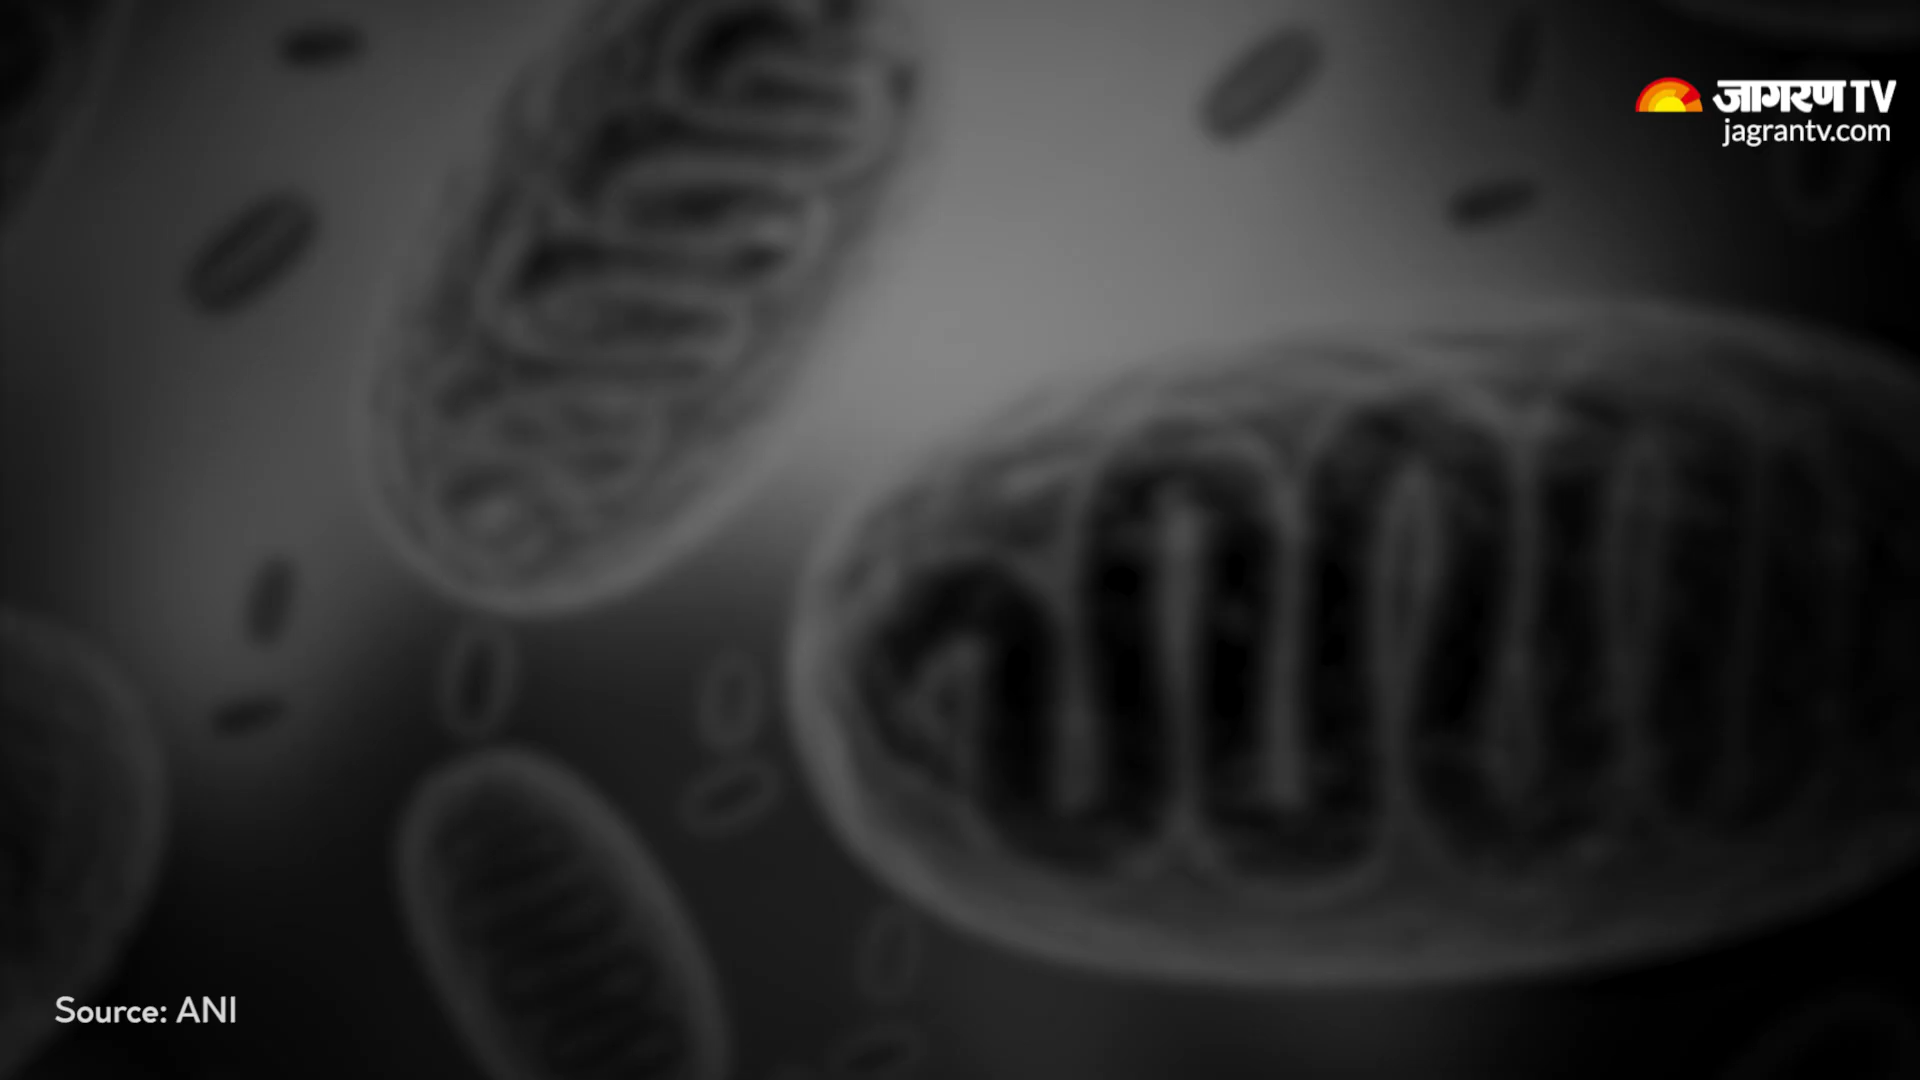 जागरण TV
jagrantv.com
Source: ANI